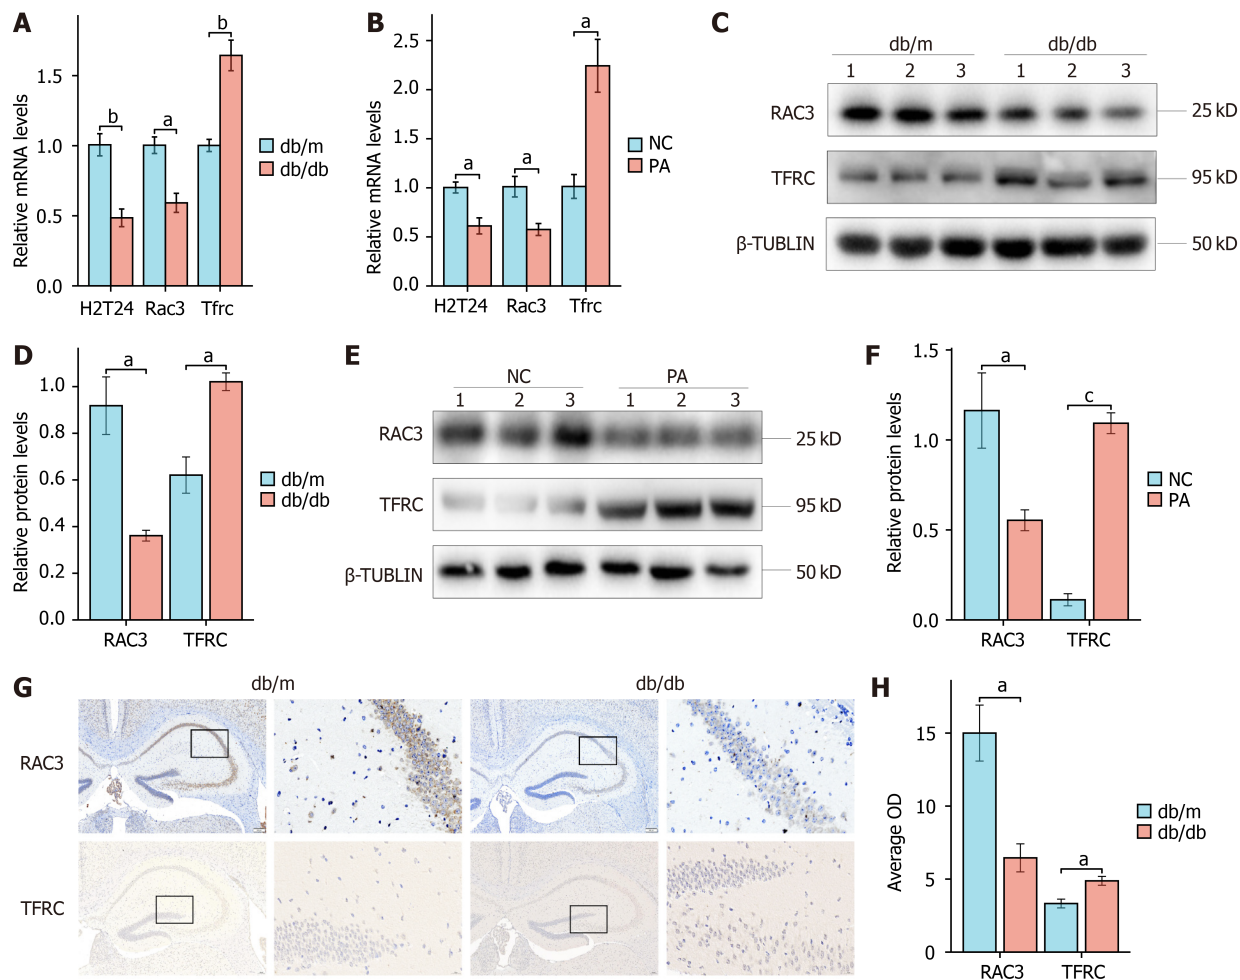 A
Relative mRNA levels
1.5
1.0
0.5
0.0
b
a
b
H2T24 Rac3 Tfrc
db/m
db/db
B
Relative mRNA levels
2.5
2.0
1.5
1.0
0.5
0.0
a
a
a
H2T24 Rac3 Tfrc
NC
PA
C
db/m db/db
1 2 3 1 2 3
RAC3 25 kD
TFRC 95 kD
β-TUBLIN 50 kD
D
Relative protein levels
1.0
0.8
0.6
0.4
0.2
0.0
a
a
RAC3 TFRC
db/m
db/db
E
NC PA
1 2 3 1 2 3
RAC3 25 kD
TFRC 95 kD
β-TUBLIN 50 kD
F
Relative protein levels
1.5
1.0
0.5
0.0
a
c
RAC3 TFRC
NC
PA
G
db/m db/db
RAC3
TFRC
H
Average OD
15
10
5
0
a
a
RAC3 TFRC
db/m
db/db